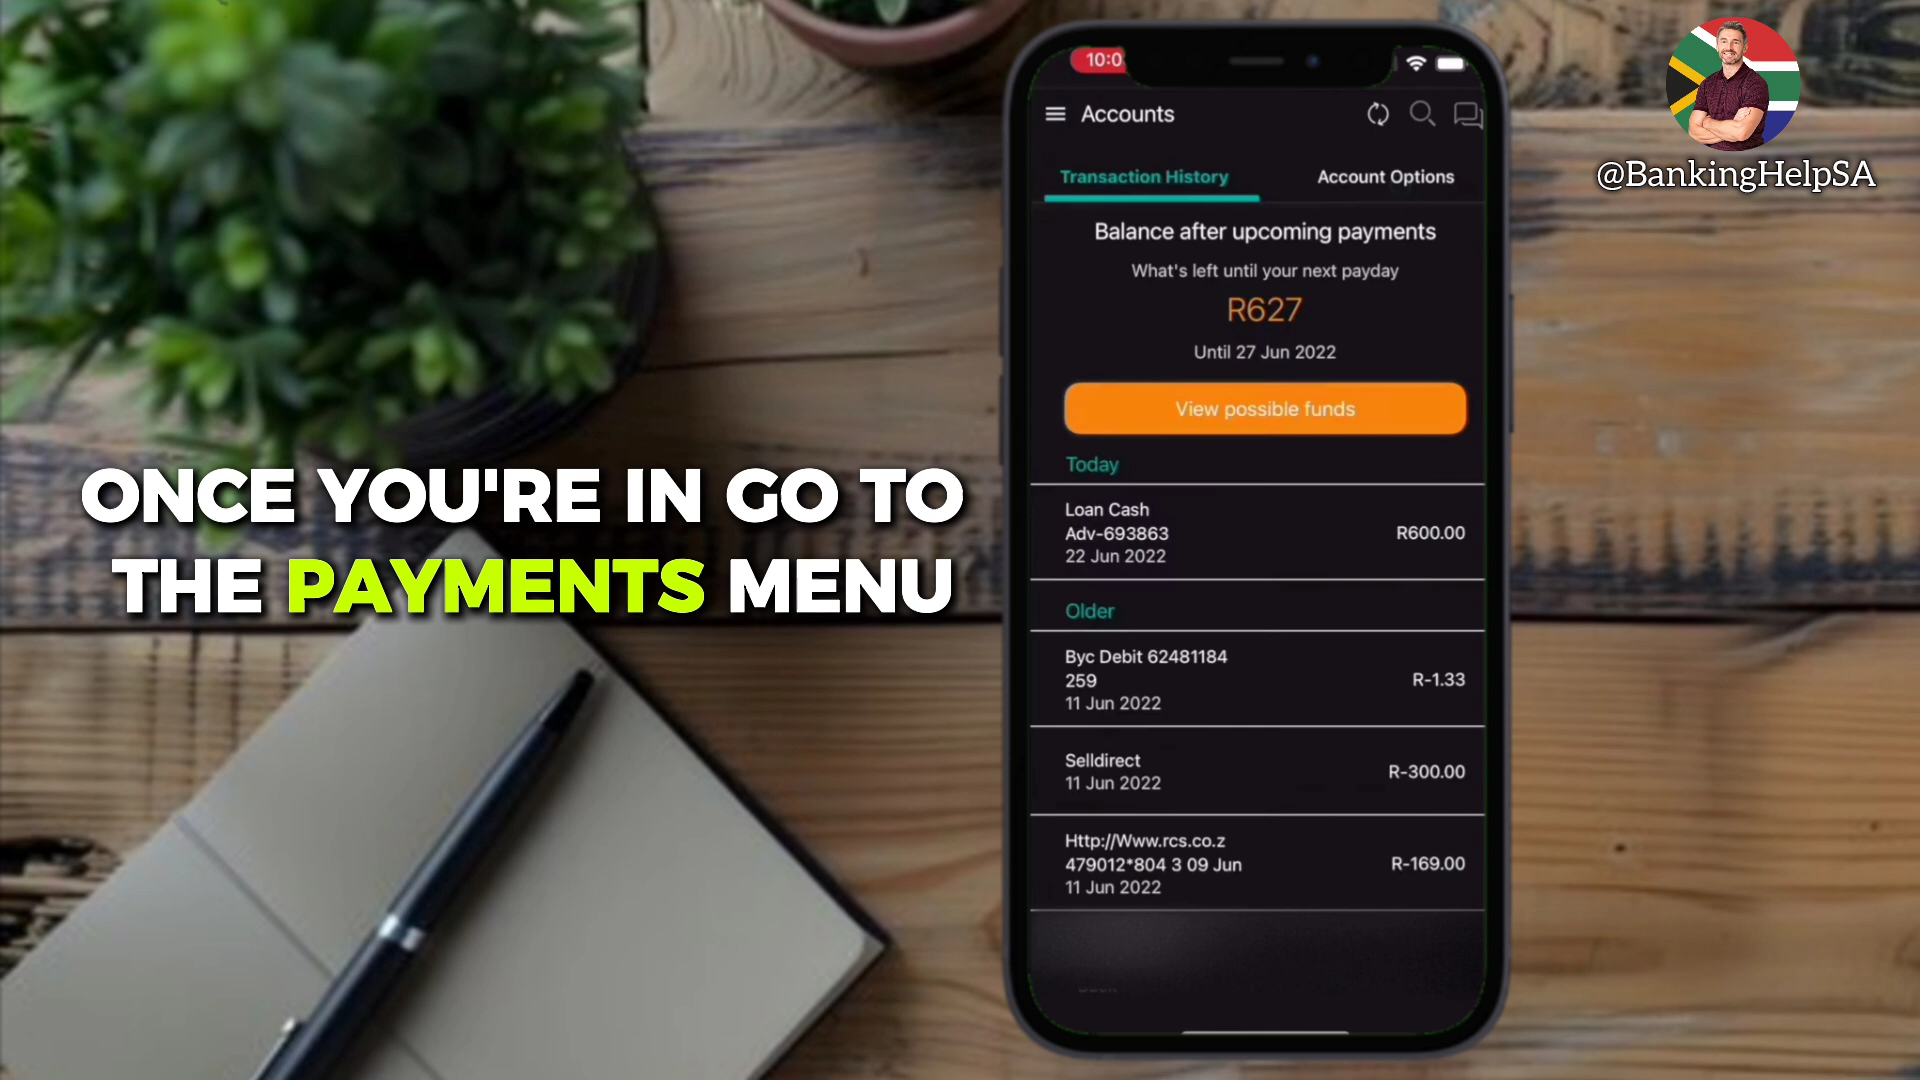 10:0
Accounts
Transaction History
Account Options
Balance after upcoming payments
What's left until your next payday
R627
Until 27 Jun 2022
View possible funds
Today
Loan Cash
Adv-693863
R600.00
22 Jun 2022
Older
Byc Debit 62481184
259
R-1.33
11 Jun 2022
Selldirect
R-300.00
11 Jun 2022
Http://Www.rcs.co.z
479012*804 3 09 Jun
R-169.00
11 Jun 2022
ONCE YOU'RE IN GO TO
THE PAYMENTS MENU
@BankingHelpSA